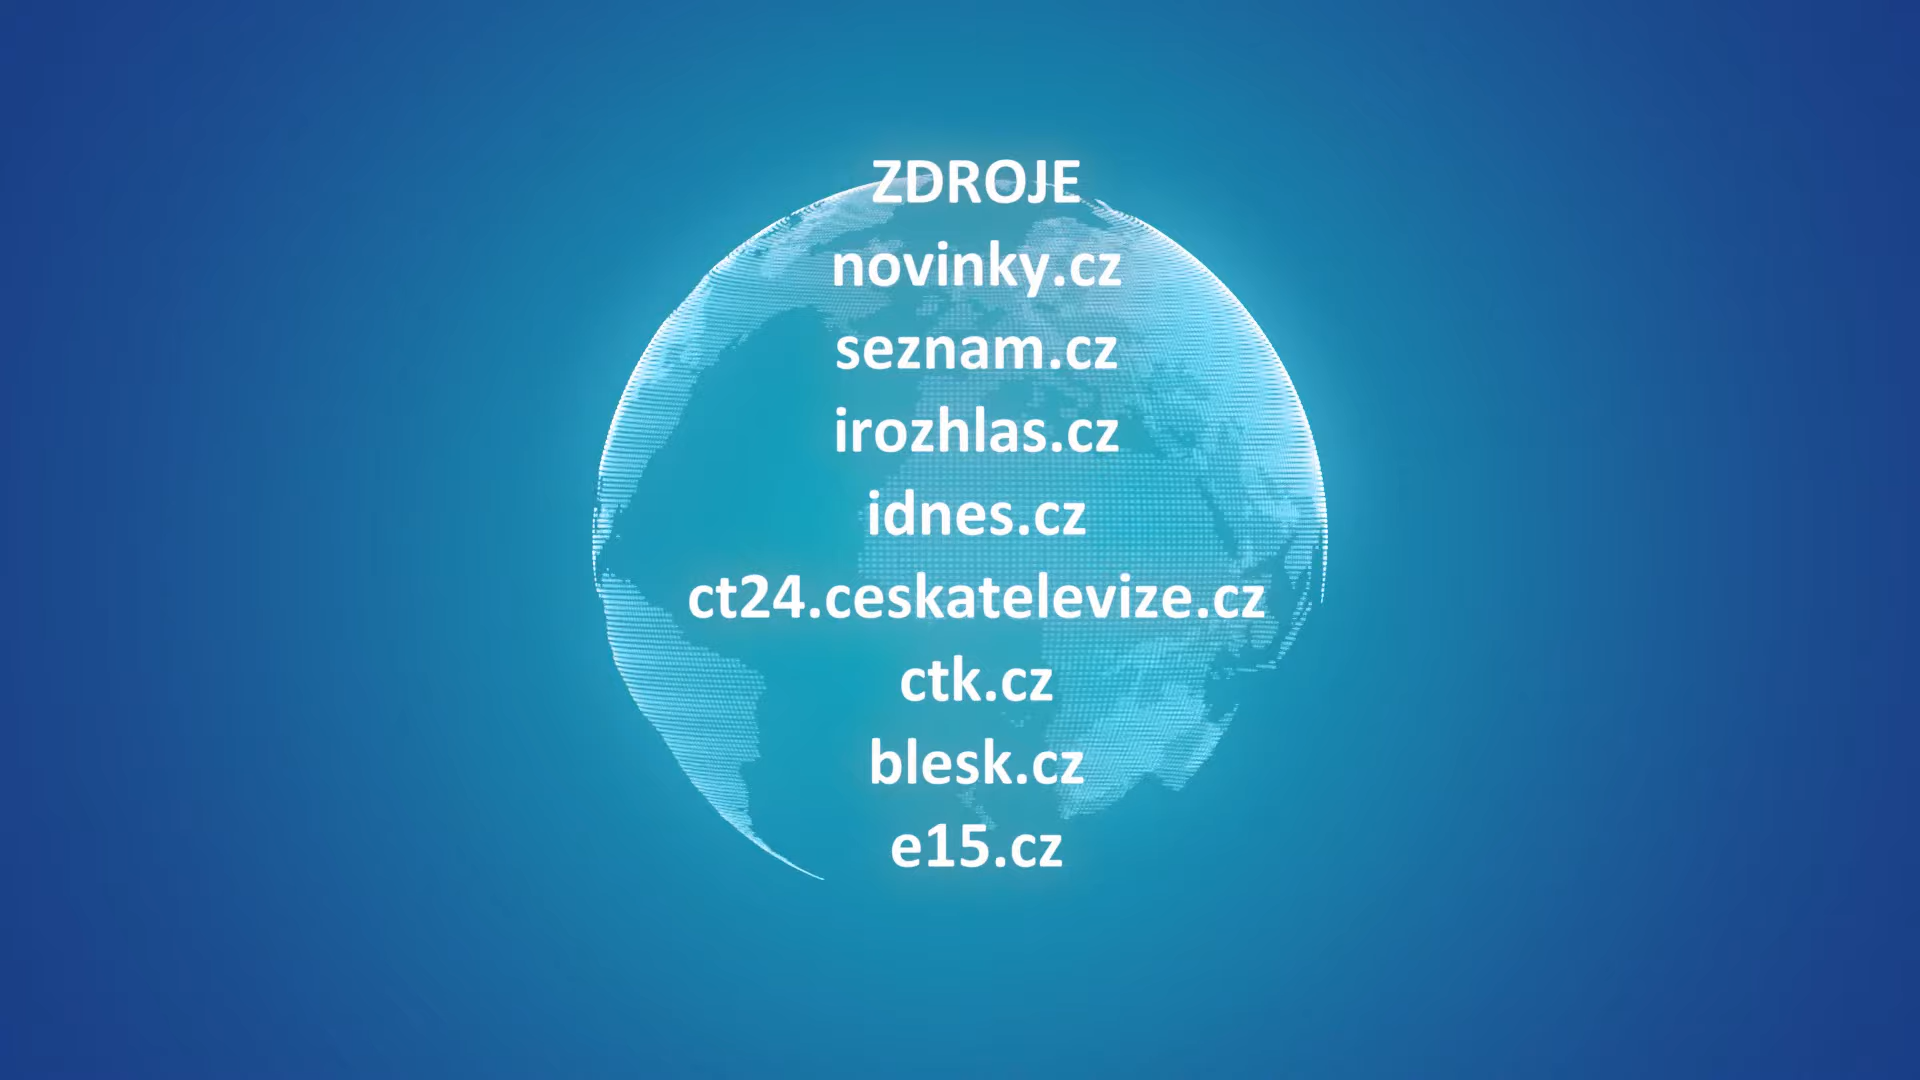 ZDROJE
novinky.cz
seznam.cz
irozhlas.cz
idnes.cz
ct24.ceskatelevize.cz
ctk.cz
blesk.cz
e15.cz